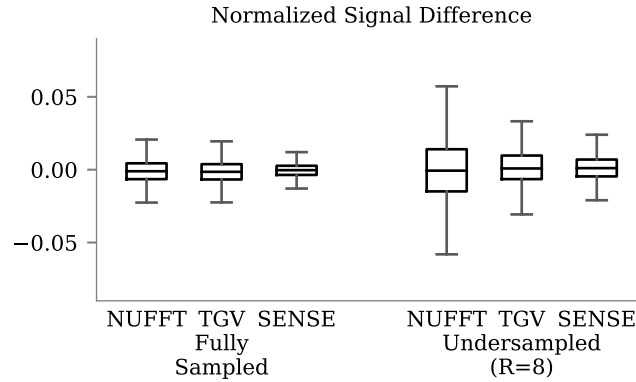 Normalized Signal Difference
0.05
0.00
−0.05
NUFFT TGV SENSE
Fully
Sampled
NUFFT TGV SENSE
Undersampled
(R=8)